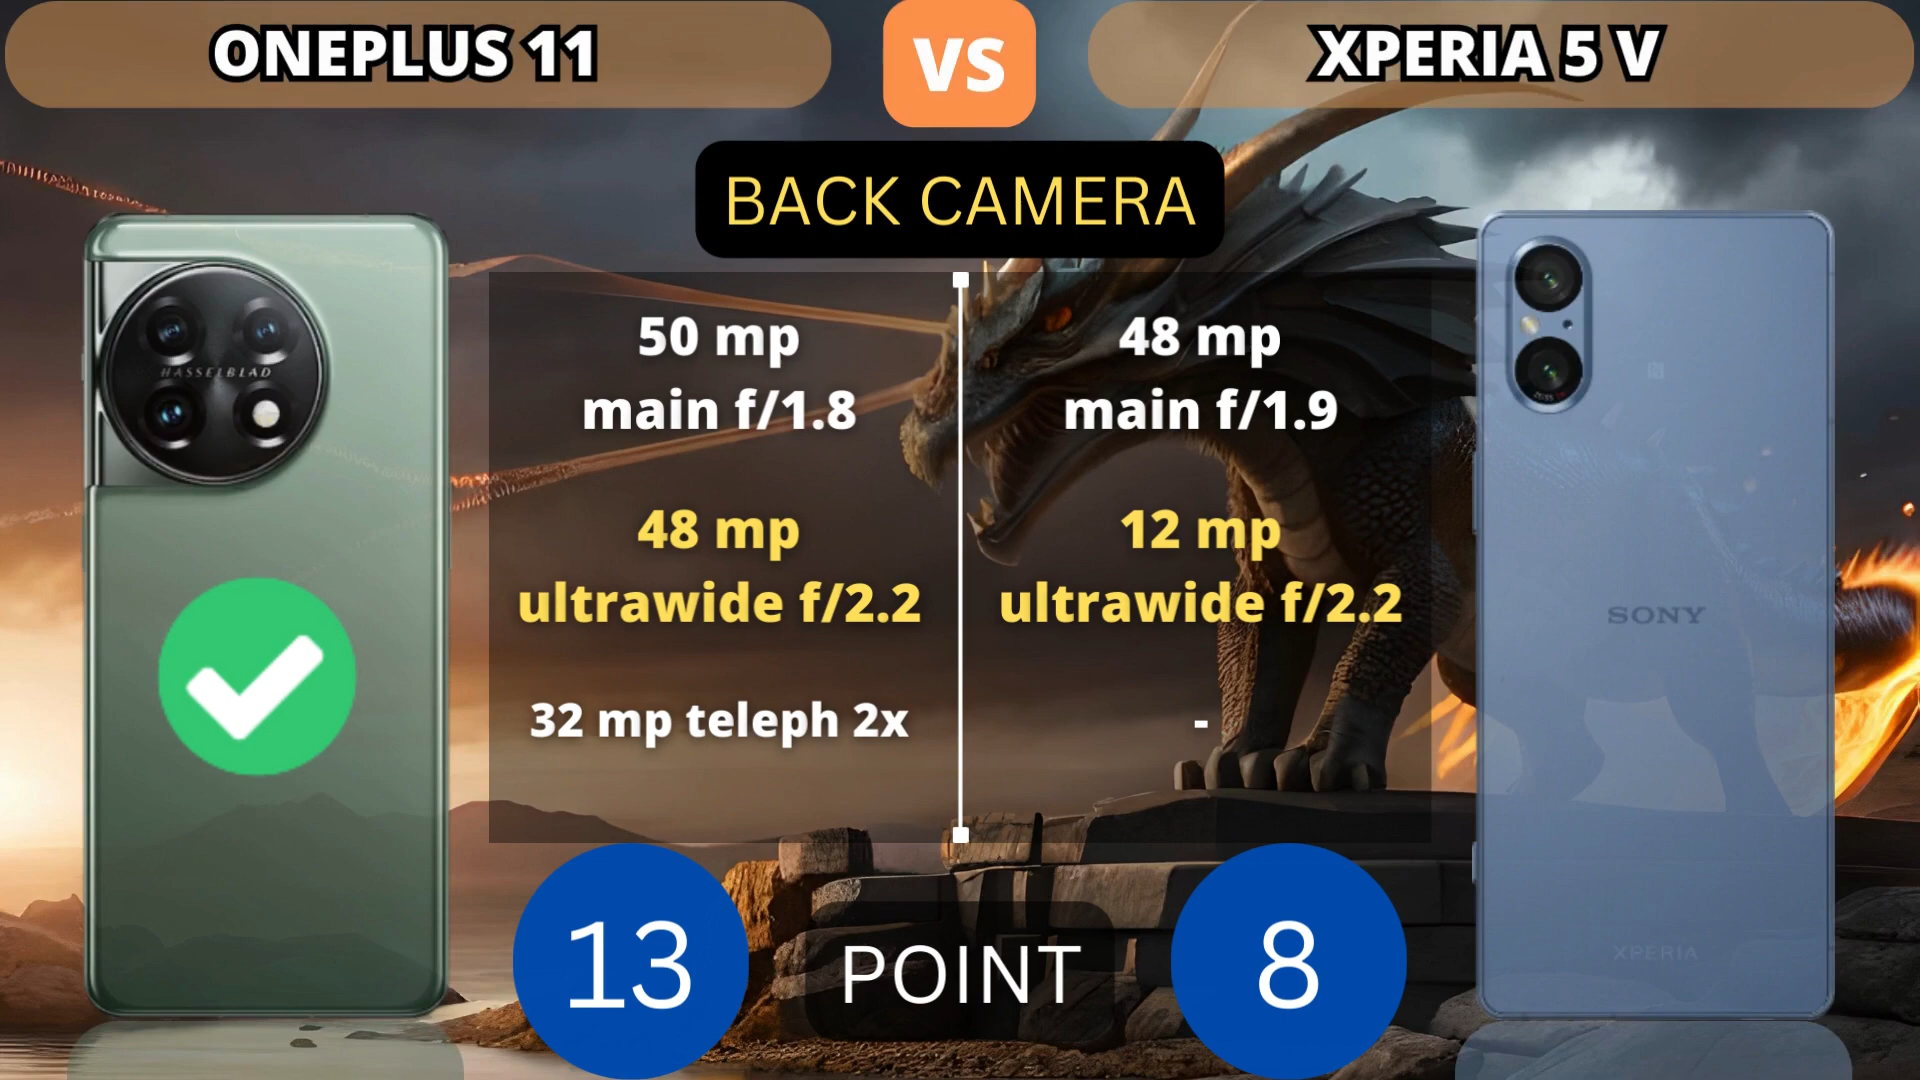 ONEPLUS 11
VS
XPERIA 5 V
BACK CAMERA
50 mp
main f/1.8
48 mp
main f/1.9
48 mp
ultrawide f/2.2
12 mp
ultrawide f/2.2
32 mp teleph 2x
-
HASSELBLAD
SONY
XPERIA
13
POINT
8